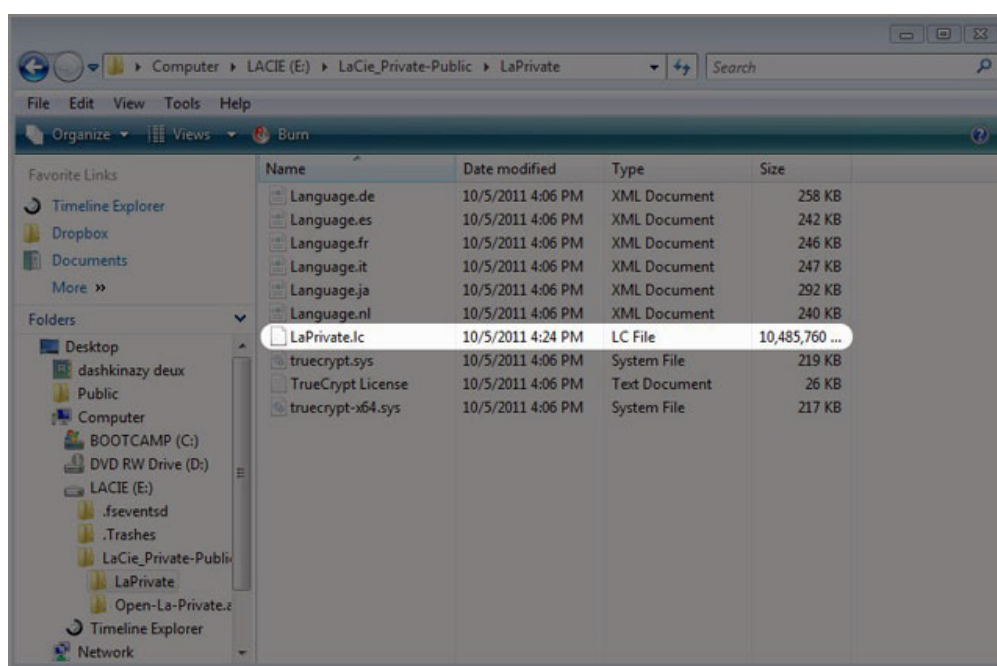 Computer LACIE (E:) LaCie_Private-Public LaPrivate Search
File Edit View Tools Help
Organize Views Burn
Favorite Links
Timeline Explorer
Dropbox
Documents
More »
Folders
Desktop
dashkinazy deux
Public
Computer
BOOTCAMP (C:)
DVD RW Drive (D:)
LACIE (E:)
.fseventsd
.Trashes
LaCie_Private-Publi
LaPrivate
Open-La-Private.a
Timeline Explorer
Network
Name Date modified Type Size
Language.de 10/5/2011 4:06 PM XML Document 258 KB
Language.es 10/5/2011 4:06 PM XML Document 242 KB
Language.fr 10/5/2011 4:06 PM XML Document 246 KB
Language.it 10/5/2011 4:06 PM XML Document 247 KB
Language.ja 10/5/2011 4:06 PM XML Document 292 KB
Language.nl 10/5/2011 4:06 PM XML Document 240 KB
LaPrivate.lc 10/5/2011 4:24 PM LC File 10,485,760 ...
truecrypt.sys 10/5/2011 4:06 PM System File 219 KB
TrueCrypt License 10/5/2011 4:06 PM Text Document 26 KB
truecrypt-x64.sys 10/5/2011 4:06 PM System File 217 KB